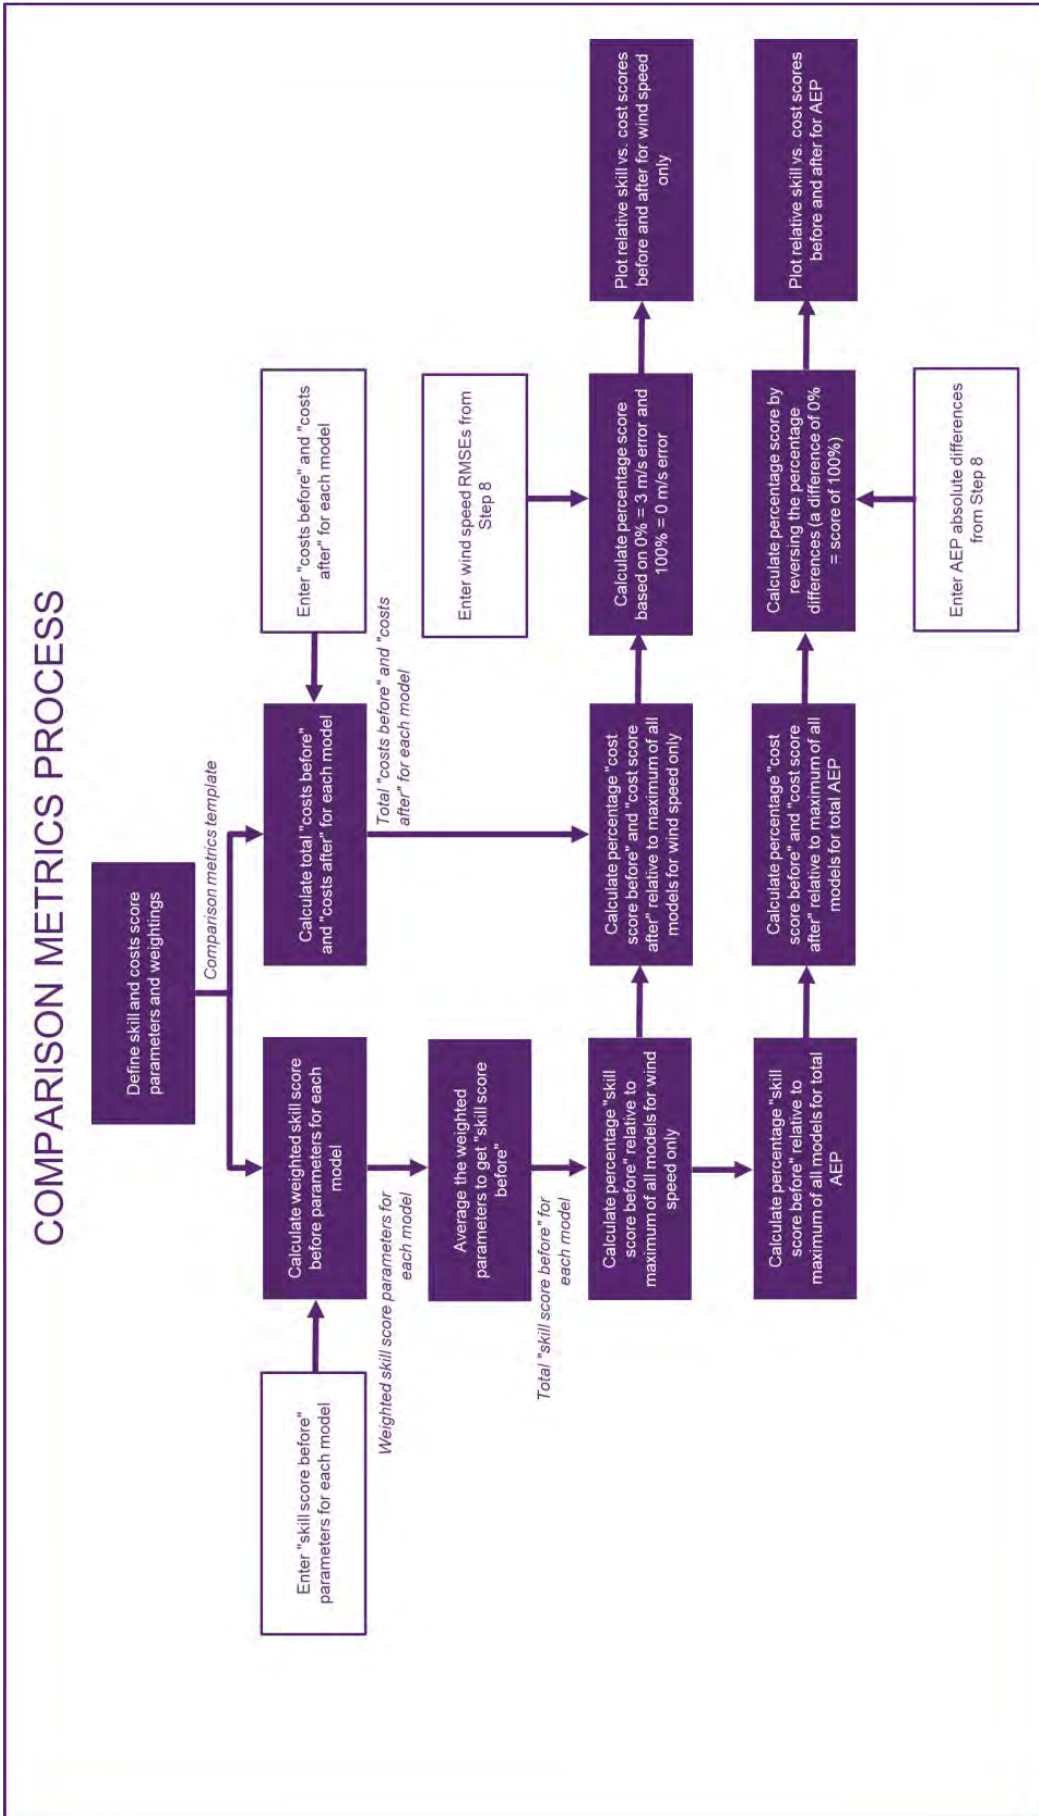 COMPARISON METRICS PROCESS
Define skill and costs score
parameters and weightings
Comparison metrics template
Enter "skill score before"
parameters for each model
Calculate weighted skill score
before parameters for each
model
Calculate total "costs before"
and "costs after" for each model
Enter "costs before" and "costs
after" for each model
Weighted skill score parameters for
each model
Total "costs before" and "costs
after" for each model
Average the weighted
parameters to get "skill score
before"
Enter wind speed RMSEs from
Step 8
Total "skill score before" for
each model
Calculate percentage "skill
score before" relative to
maximum of all models for wind
speed only
Calculate percentage "cost
score before" and "cost score
after" relative to maximum of all
models for wind speed only
Calculate percentage score
based on 0% = 3 m/s error and
100% = 0 m/s error
Plot relative skill vs. cost scores
before and after for wind speed
only
Calculate percentage "skill
score before" relative to
maximum of all models for total
AEP
Calculate percentage "cost
score before" and "cost score
after" relative to maximum of all
models for total AEP
Calculate percentage score by
reversing the percentage
differences (a difference of 0%
= score of 100%)
Plot relative skill vs. cost scores
before and after for AEP
Enter AEP absolute differences
from Step 8